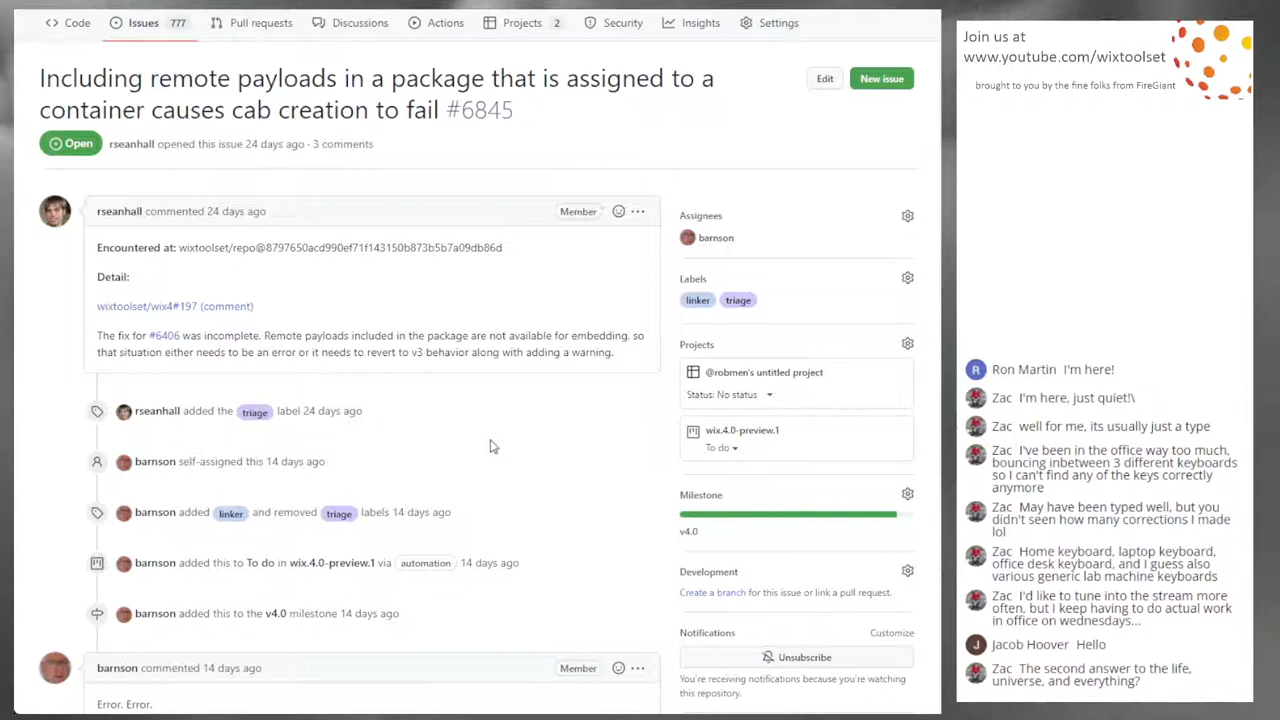 Code
Issues 777
Pull requests
Discussions
Actions
Projects 2
Security
Insights
Settings
Including remote payloads in a package that is assigned to a
container causes cab creation to fail #6845
Edit
New issue
Open
rseanhall opened this issue 24 days ago · 3 comments
rseanhall commented 24 days ago
Member
Encountered at: wixtoolset/repo@8797650acd990ef71f143150b873b5b7a09db86d
Detail:
wixtoolset/wix4#197 (comment)
The fix for #6406 was incomplete. Remote payloads included in the package are not available for embedding, so
that situation either needs to be an error or it needs to revert to v3 behavior along with adding a warning.
rseanhall added the triage label 24 days ago
barnson self-assigned this 14 days ago
barnson added linker and removed triage labels 14 days ago
barnson added this to To do in wix.4.0-preview.1 via automation 14 days ago
barnson added this to the v4.0 milestone 14 days ago
barnson commented 14 days ago
Member
Error. Error.
Assignees
barnson
Labels
linker triage
Projects
@robmen's untitled project
Status: No status
wix.4.0-preview.1
To do
Milestone
v4.0
Development
Create a branch for this issue or link a pull request.
Notifications
Customize
Unsubscribe
You're receiving notifications because you're watching
this repository.
Join us at
www.youtube.com/wixtoolset
brought to you by the fine folks from FireGiant
R Ron Martin I'm here!
Zac I'm here, just quiet!\
Zac well for me, its usually just a type
Zac I've been in the office way too much,
bouncing inbetween 3 different keyboards
so I can't find any of the keys correctly
anymore
Zac May have been typed well, but you
didn't seen how many corrections I made
lol
Zac Home keyboard, laptop keyboard,
office desk keyboard, and I guess also
various generic lab machine keyboards
Zac I'd like to tune into the stream more
often, but I keep having to do actual work
in office on wednesdays...
J Jacob Hoover Hello
Zac The second answer to the life,
universe, and everything?